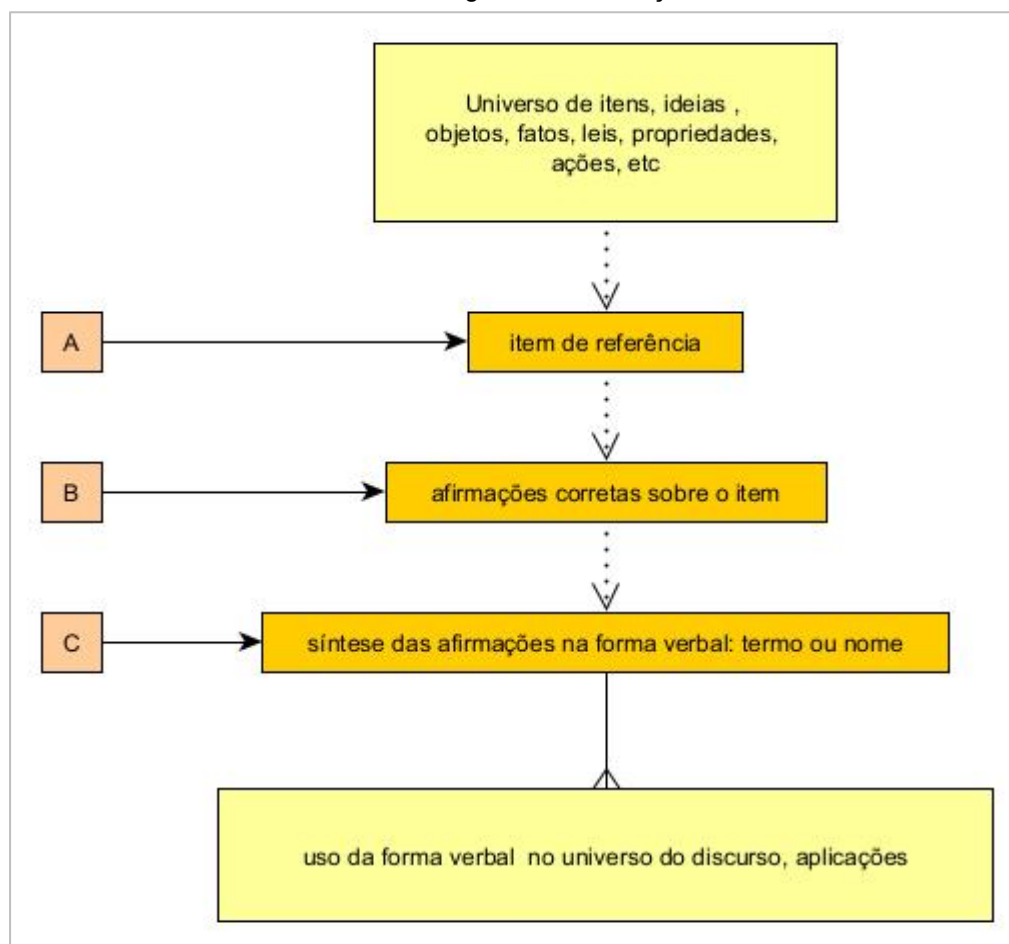 Universo de itens, ideias ,
objetos, fatos, leis, propriedades,
ações, etc
A
item de referência
B
afirmações corretas sobre o item
C
síntese das afirmações na forma verbal: termo ou nome
uso da forma verbal no universo do discurso, aplicações